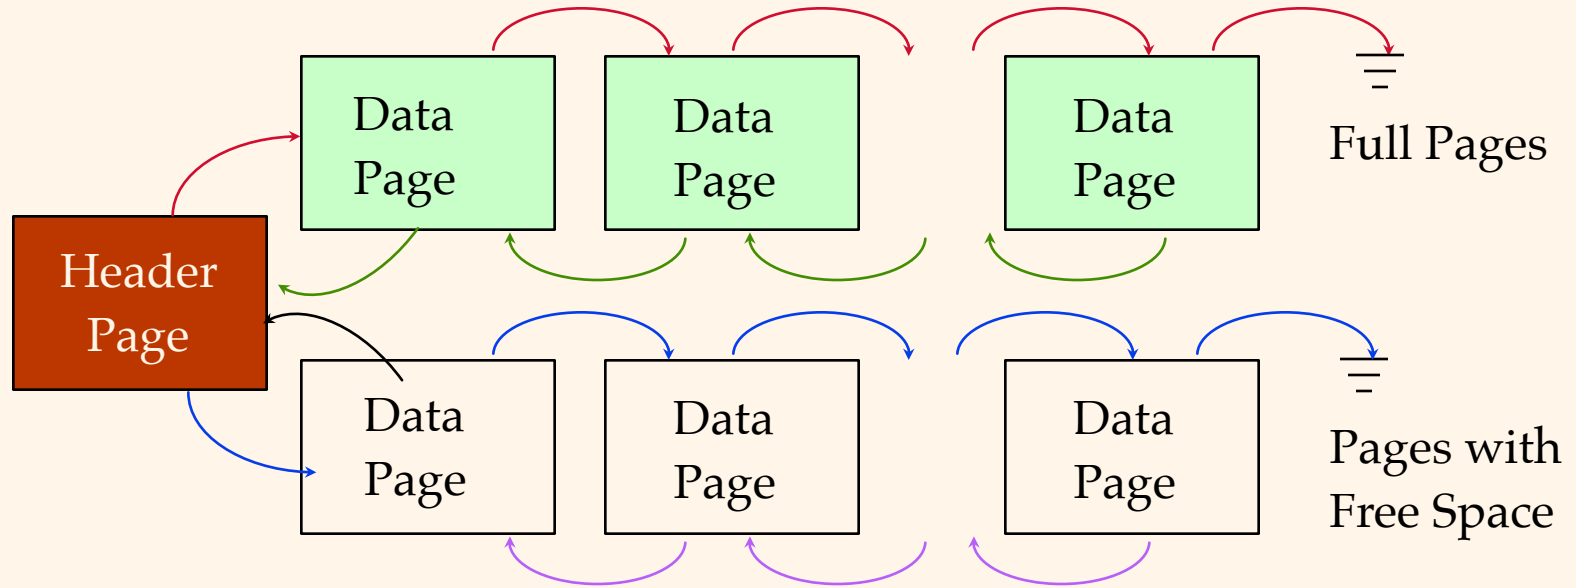 Data
Page
Data
Page
Data
Page
Full Pages
Header
Page
Data
Page
Data
Page
Data
Page
Pages with
Free Space